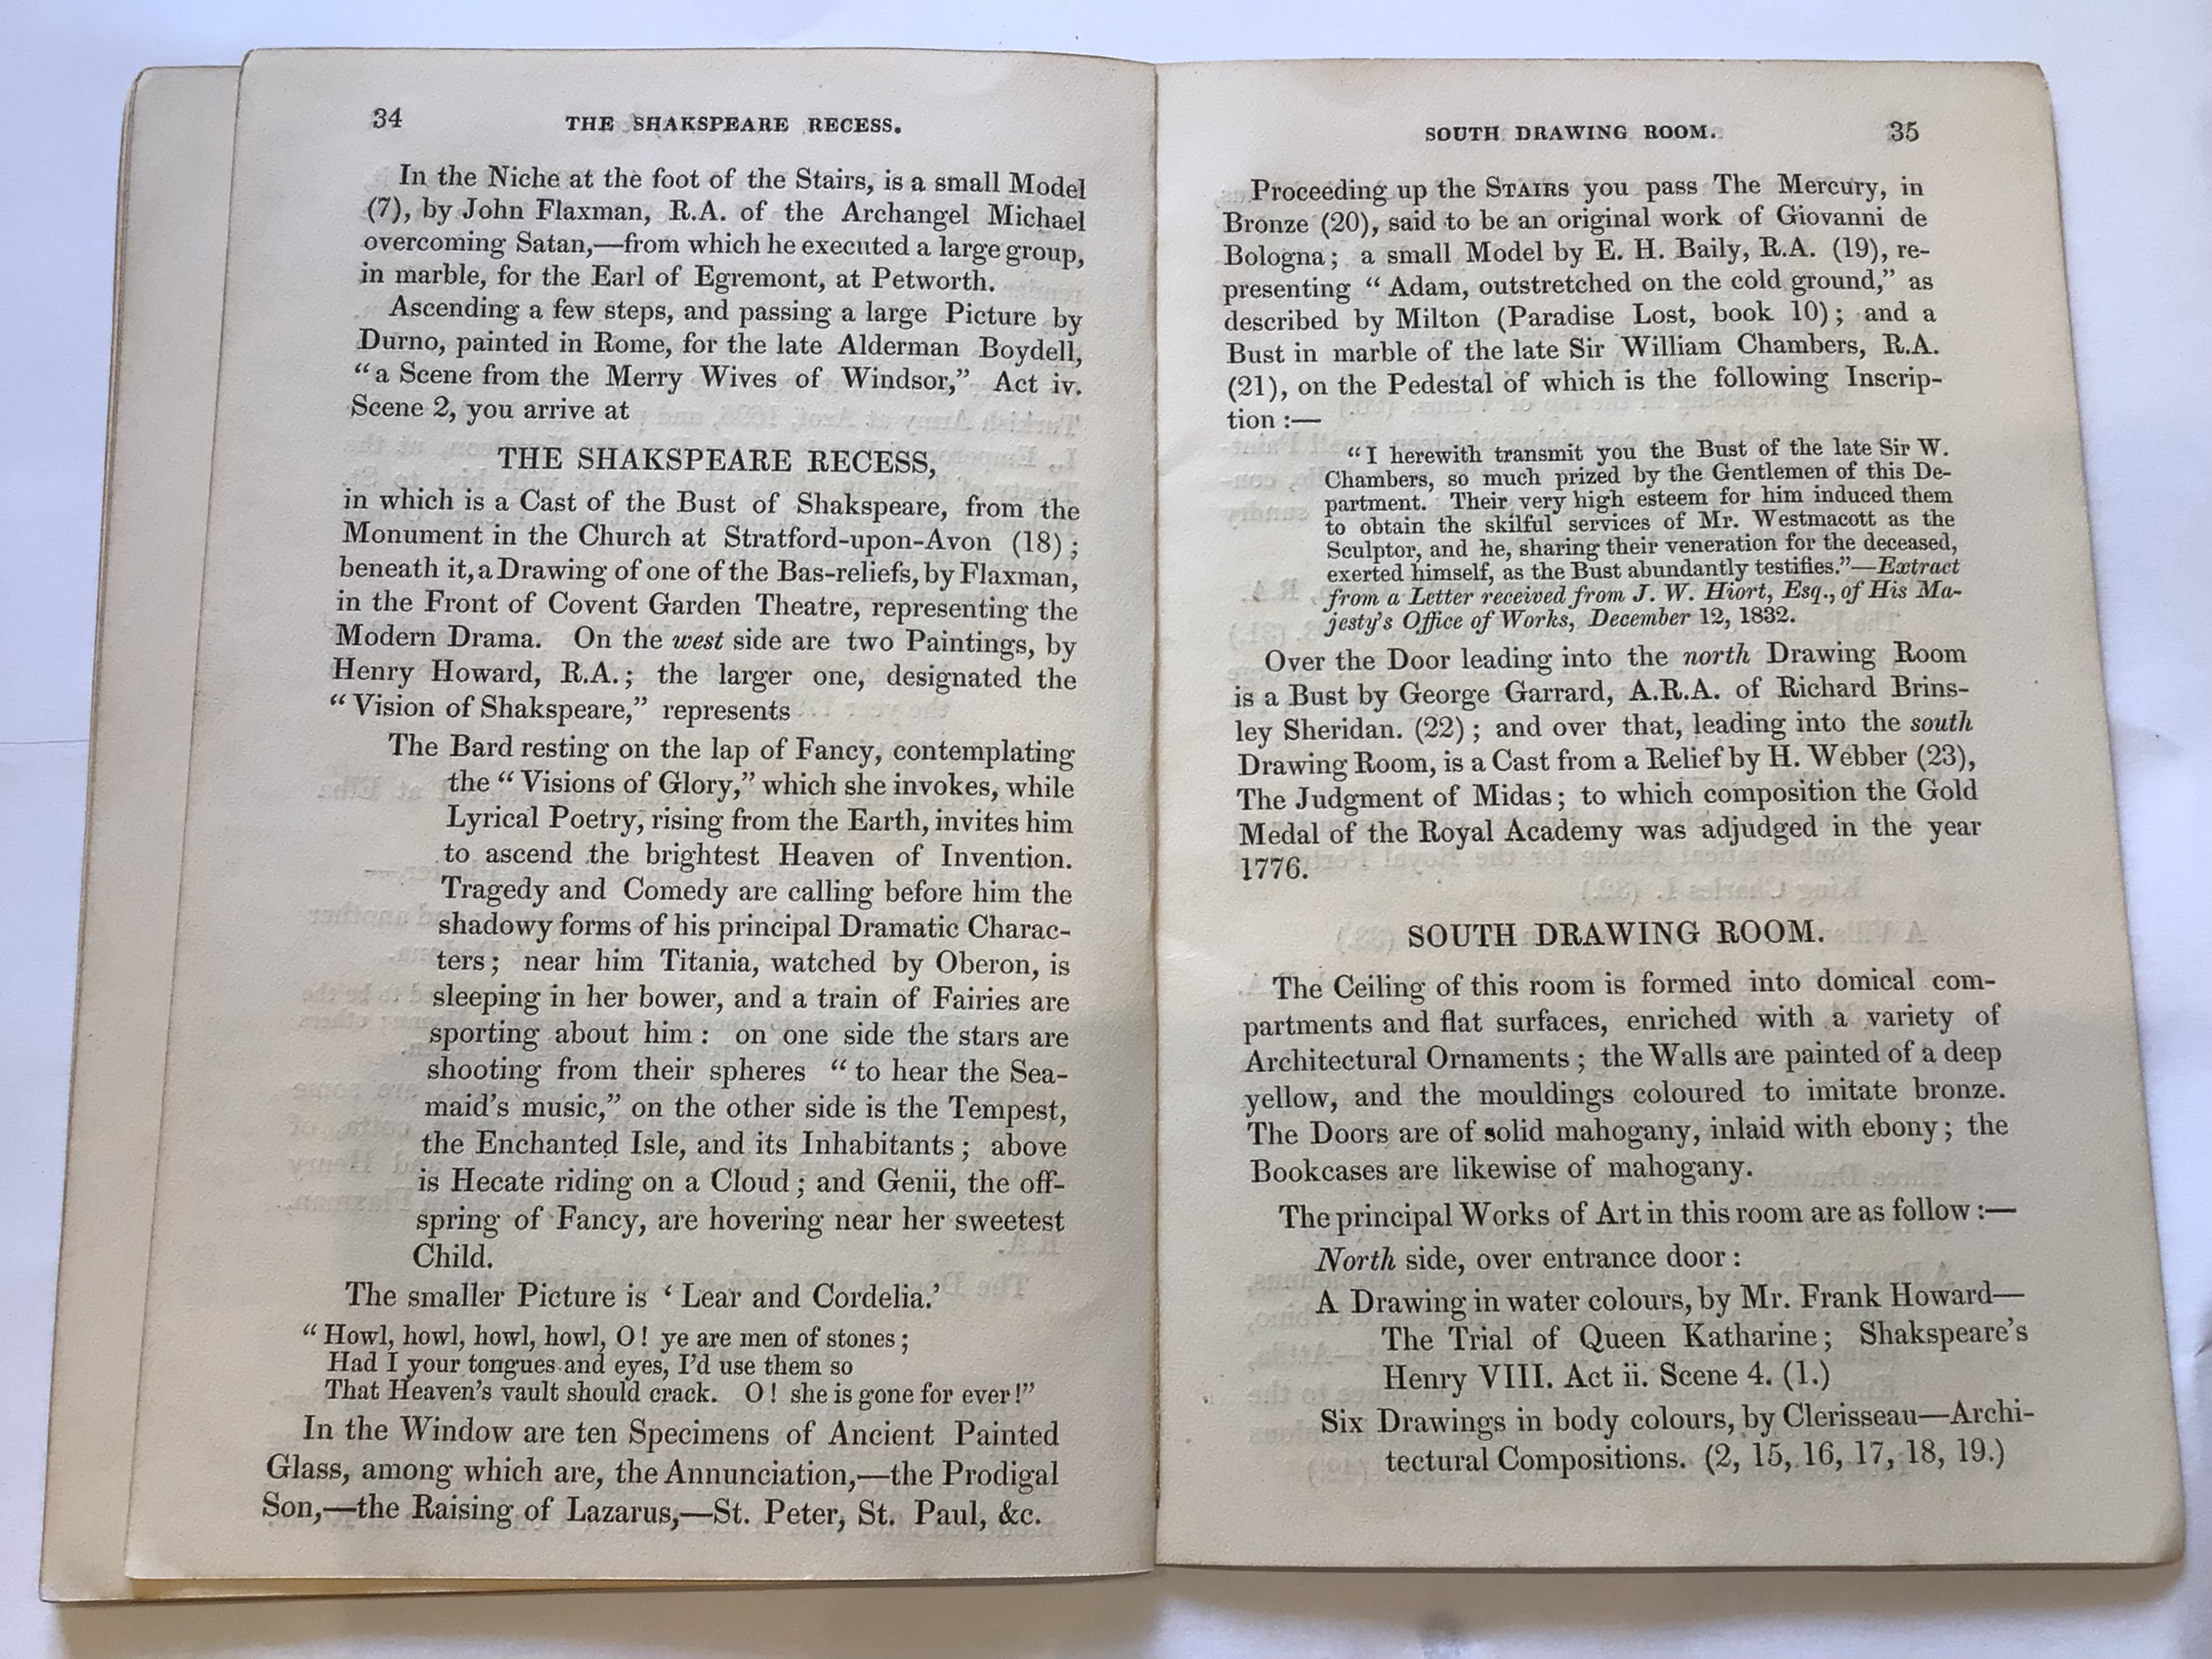 34
THE SHAKSPEARE RECESS.
In the Niche at the foot of the Stairs, is a small Model
(7), by John Flaxman, R.A. of the Archangel Michael
overcoming Satan,—from which he executed a large group,
in marble, for the Earl of Egremont, at Petworth.
Ascending a few steps, and passing a large Picture by
Durno, painted in Rome, for the late Alderman Boydell,
“a Scene from the Merry Wives of Windsor,” Act iv.
Scene 2, you arrive at
THE SHAKSPEARE RECESS,
in which is a Cast of the Bust of Shakspeare, from the
Monument in the Church at Stratford-upon-Avon (18);
beneath it, a Drawing of one of the Bas-reliefs, by Flaxman,
in the Front of Covent Garden Theatre, representing the
Modern Drama. On the west side are two Paintings, by
Henry Howard, R.A.; the larger one, designated the
“Vision of Shakspeare,” represents
The Bard resting on the lap of Fancy, contemplating
the “Visions of Glory,” which she invokes, while
Lyrical Poetry, rising from the Earth, invites him
to ascend the brightest Heaven of Invention.
Tragedy and Comedy are calling before him the
shadowy forms of his principal Dramatic Charac-
ters; near him Titania, watched by Oberon, is
sleeping in her bower, and a train of Fairies are
sporting about him: on one side the stars are
shooting from their spheres “to hear the Sea-
maid's music,” on the other side is the Tempest,
the Enchanted Isle, and its Inhabitants; above
is Hecate riding on a Cloud; and Genii, the off-
spring of Fancy, are hovering near her sweetest
Child.
The smaller Picture is ‘Lear and Cordelia.’
“Howl, howl, howl, howl, O! ye are men of stones;
Had I your tongues and eyes, I'd use them so
That Heaven's vault should crack. O! she is gone for ever!”
In the Window are ten Specimens of Ancient Painted
Glass, among which are, the Annunciation,—the Prodigal
Son,—the Raising of Lazarus,—St. Peter, St. Paul, &c.
SOUTH DRAWING ROOM.
35
Proceeding up the STAIRS you pass The Mercury, in
Bronze (20), said to be an original work of Giovanni de
Bologna; a small Model by E. H. Baily, R.A. (19), re-
presenting “Adam, outstretched on the cold ground,” as
described by Milton (Paradise Lost, book 10); and a
Bust in marble of the late Sir William Chambers, R.A.
(21), on the Pedestal of which is the following Inscrip-
tion:—
“I herewith transmit you the Bust of the late Sir W.
Chambers, so much prized by the Gentlemen of this De-
partment. Their very high esteem for him induced them
to obtain the skilful services of Mr. Westmacott as the
Sculptor, and he, sharing their veneration for the deceased,
exerted himself, as the Bust abundantly testifies.”—Extract
from a Letter received from J. W. Hiort, Esq., of His Ma-
jesty's Office of Works, December 12, 1832.
Over the Door leading into the north Drawing Room
is a Bust by George Garrard, A.R.A. of Richard Brins-
ley Sheridan. (22); and over that, leading into the south
Drawing Room, is a Cast from a Relief by H. Webber (23),
The Judgment of Midas; to which composition the Gold
Medal of the Royal Academy was adjudged in the year
1776.
SOUTH DRAWING ROOM.
The Ceiling of this room is formed into domical com-
partments and flat surfaces, enriched with a variety of
Architectural Ornaments; the Walls are painted of a deep
yellow, and the mouldings coloured to imitate bronze.
The Doors are of solid mahogany, inlaid with ebony; the
Bookcases are likewise of mahogany.
The principal Works of Art in this room are as follow:—
North side, over entrance door:
A Drawing in water colours, by Mr. Frank Howard—
The Trial of Queen Katharine; Shakspeare's
Henry VIII. Act ii. Scene 4. (1.)
Six Drawings in body colours, by Clerisseau—Archi-
tectural Compositions. (2, 15, 16, 17, 18, 19.)